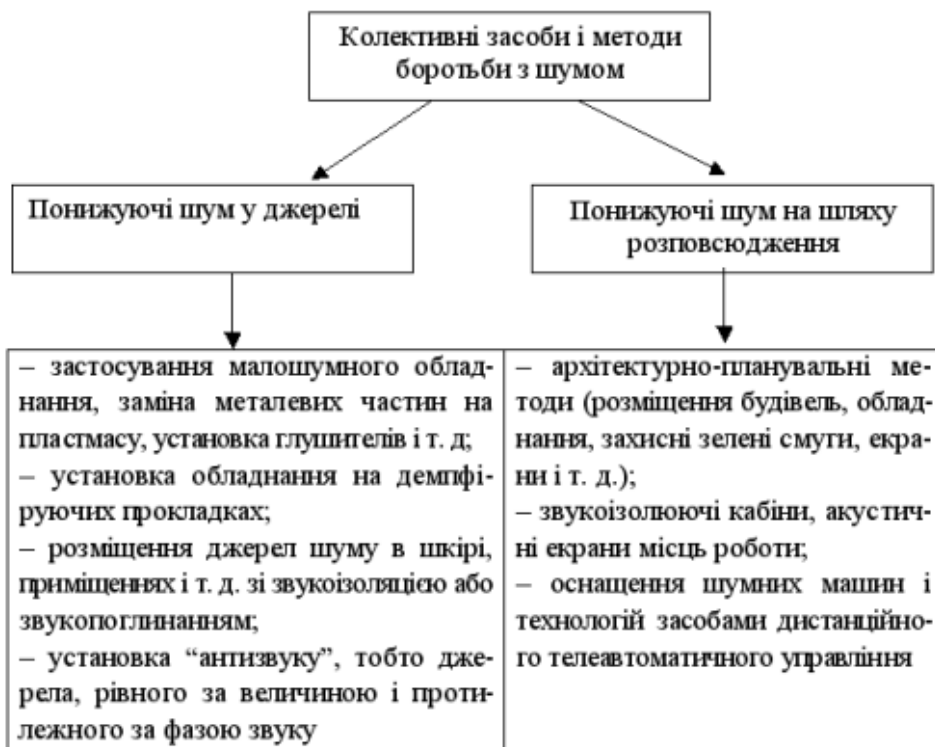 Колективні засоби і методи
боротьби з шумом
Понижуючі шум у джерелі
Понижуючі шум на шляху
розповсюдження
– застосування малошумного облад-
нання, заміна металевих частин на
пластмасу, установка глушителів і т. д;
– установка обладнання на демпфі-
руючих прокладках;
– розміщення джерел шуму в шкірі,
приміщеннях і т. д. зі звукоізоляцією або
звукопоглинанням;
– установка “антизвуку”, тобто дже-
рела, рівного за величиною і проти-
лежного за фазою звуку
– архітектурно-планувальні ме-
тоди (розміщення будівель, облад-
нання, захисні зелені смуги, екра-
ни і т. д.);
– звукоізолюючі кабіни, акустич-
ні екрани місць роботи;
– оснащення шумних машин і
технологій засобами дистанційно-
го телеавтоматичного управління